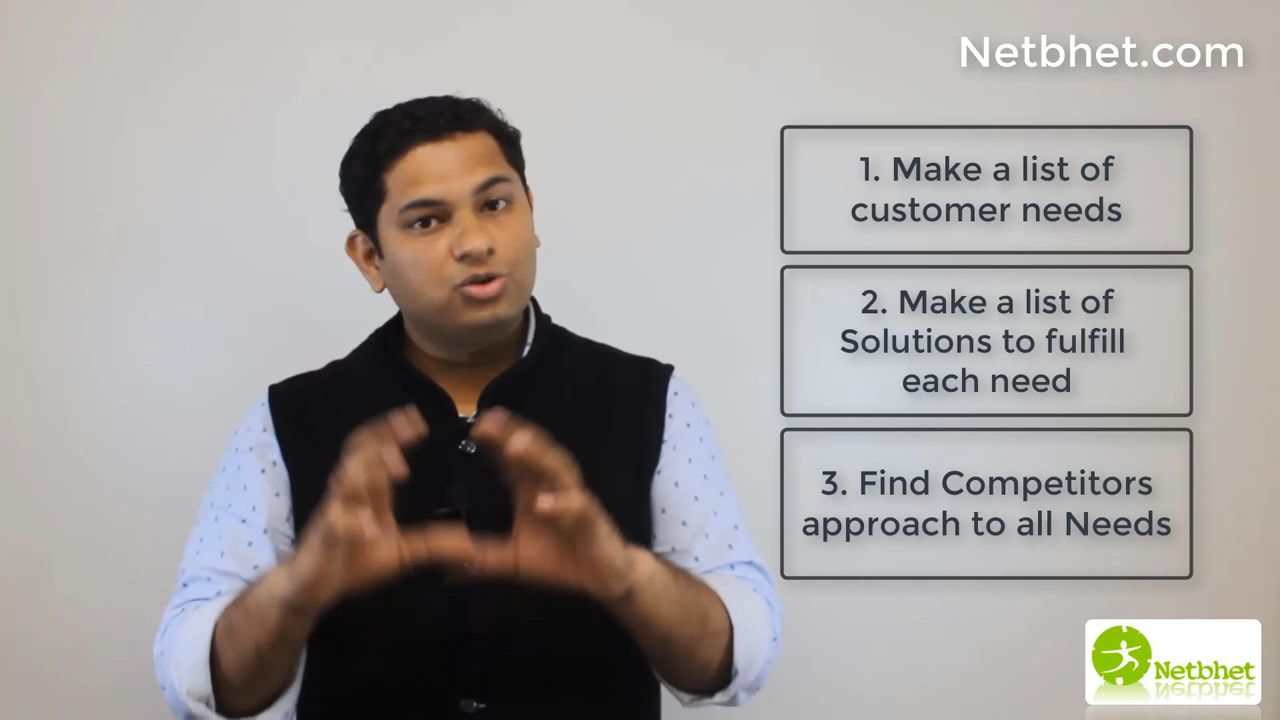 Netbhet.com
1. Make a list of
customer needs
2. Make a list of
Solutions to fulfill
each need
3. Find Competitors
approach to all Needs
Netbhet